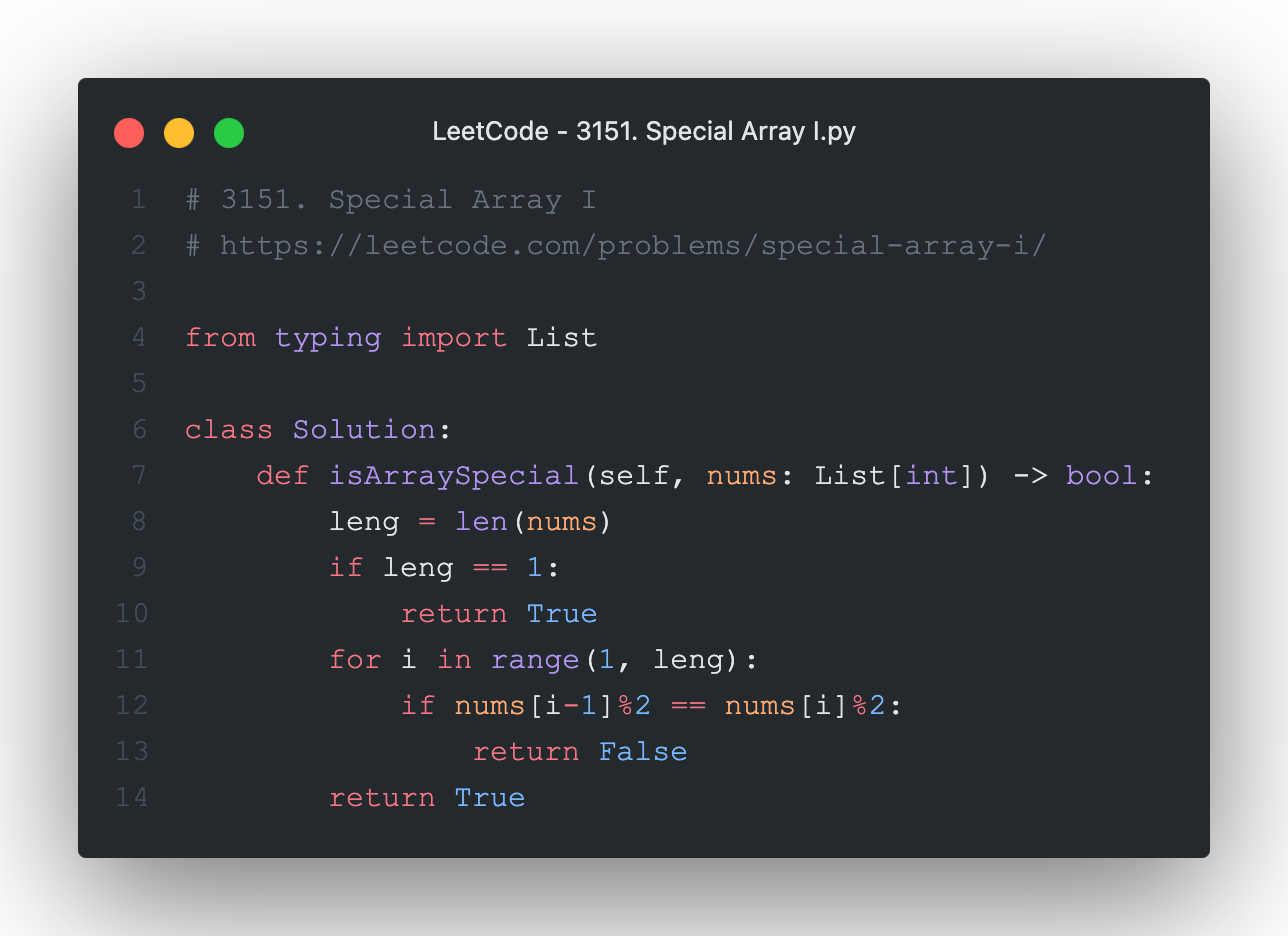 LeetCode - 3151. Special Array I.py
1 # 3151. Special Array I
2 # https://leetcode.com/problems/special-array-i/
3
4 from typing import List
5
6 class Solution:
7     def isArraySpecial(self, nums: List[int]) -> bool:
8         leng = len(nums)
9         if leng == 1:
10             return True
11         for i in range(1, leng):
12             if nums[i-1]%2 == nums[i]%2:
13                 return False
14         return True